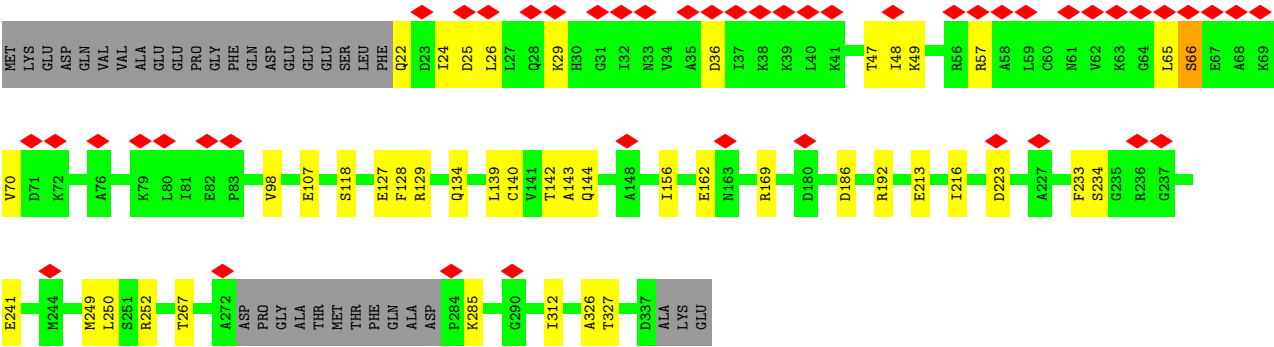 MET LYS GLU ASP GLN VAL VAL ALA GLU GLU PRO GLY PHE GLN ASP GLU GLU GLU SER LEU PHE Q22 D23 I24 D25 L26 L27 Q28 K29 H30 G31 I32 N33 V34 A35 D36 I37 K38 K39 L40 K41 T47 I48 K49 R56 R57 A58 L59 C60 N61 V62 K63 G64 L65 S66 E67 A68 K69
V70 D71 K72 A76 K79 L80 I81 E82 P83 V98 E107 S118 E127 F128 R129 Q134 L139 C140 V141 T142 A143 Q144 A148 I156 E162 N163 R169 D180 D186 R192 E213 I216 D223 A227 F233 S234 G235 R236 G237
E241 M244 M249 L250 S251 R252 T267 A272 ASP PRO GLY ALA THR MET THR PHE GLN ALA ASP P284 K285 G290 I312 A326 T327 D337 ALA LYS GLU